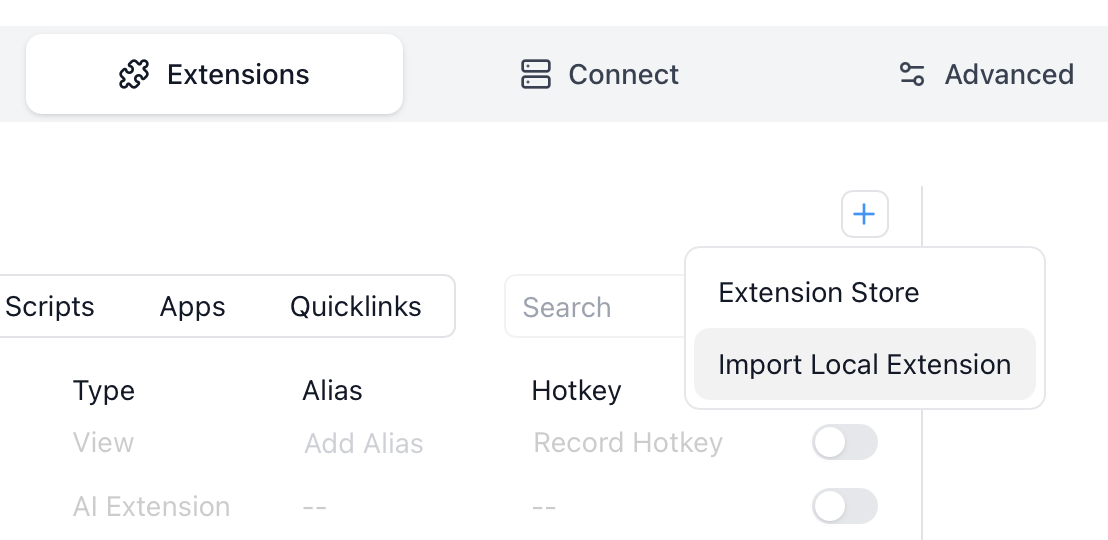 Extensions Connect Advanced
Extension Store
Scripts Apps Quicklinks Search
Import Local Extension
Type Alias Hotkey
View Add Alias Record Hotkey
AI Extension -- --